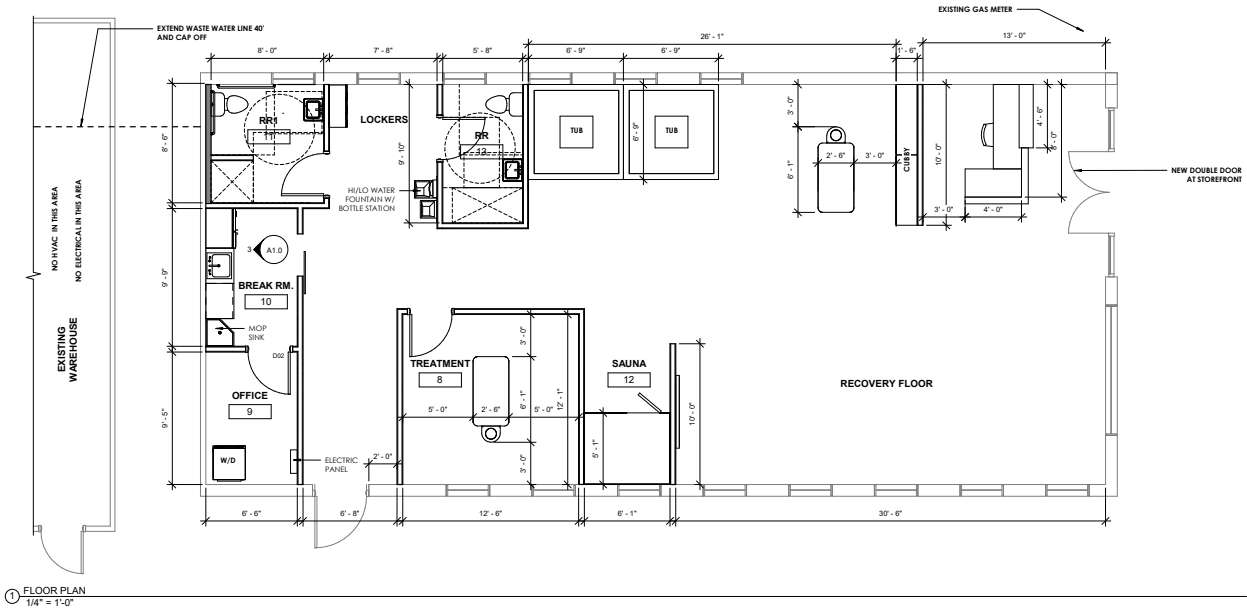 EXISTING GAS METER
EXTEND WASTE WATER LINE 40'
AND CAP OFF
26' - 1"
13' - 0"
8' - 0"
7' - 8"
5' - 8"
6' - 9"
6' - 9"
1' - 6"
8' - 6"
RR1
11
LOCKERS
9' - 10"
RR
13
TUB
TUB
6' - 9"
3' - 0"
2' - 6"
3' - 0"
6' - 1"
CUBBY
10' - 0"
4' - 6"
8' - 0"
3' - 0"
4' - 0"
NEW DOUBLE DOOR
AT STOREFRONT
HI/LO WATER
FOUNTAIN W/
BOTTLE STATION
NO HVAC IN THIS AREA
NO ELECTRICAL IN THIS AREA
EXISTING
WAREHOUSE
9' - 9"
3
A1.0
BREAK RM.
10
MOP
SINK
D02
OFFICE
9
9' - 5"
W/D
ELECTRIC
PANEL
2' - 0"
TREATMENT
8
3' - 0"
5' - 0"
2' - 6"
5' - 0"
6' - 1"
12' - 1"
3' - 0"
SAUNA
12
5' - 1"
10' - 0"
RECOVERY FLOOR
6' - 6"
6' - 8"
12' - 6"
6' - 1"
30' - 6"
1
FLOOR PLAN
1/4" = 1'-0"